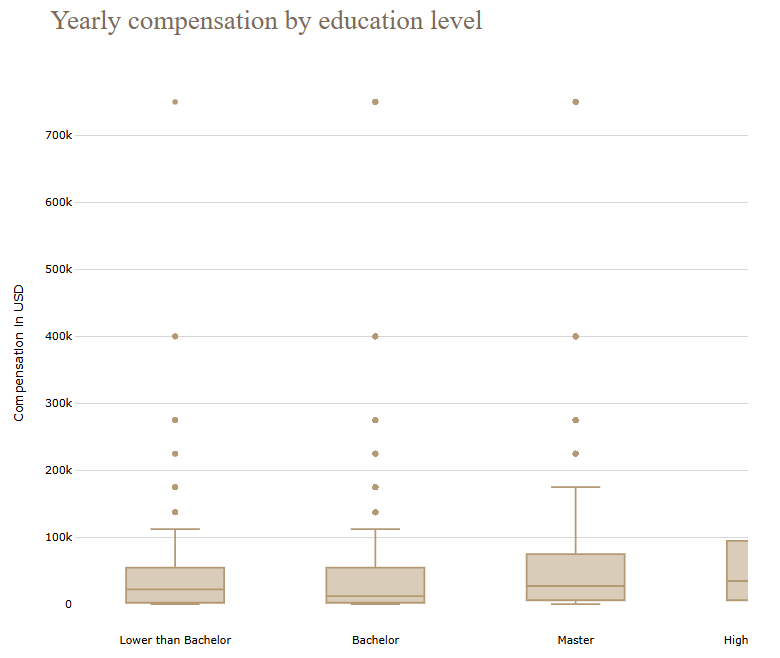 Yearly compensation by education level
700k
600k
500k
400k
300k
200k
100k
0
Compensation in USD
Lower than Bachelor
Bachelor
Master
High